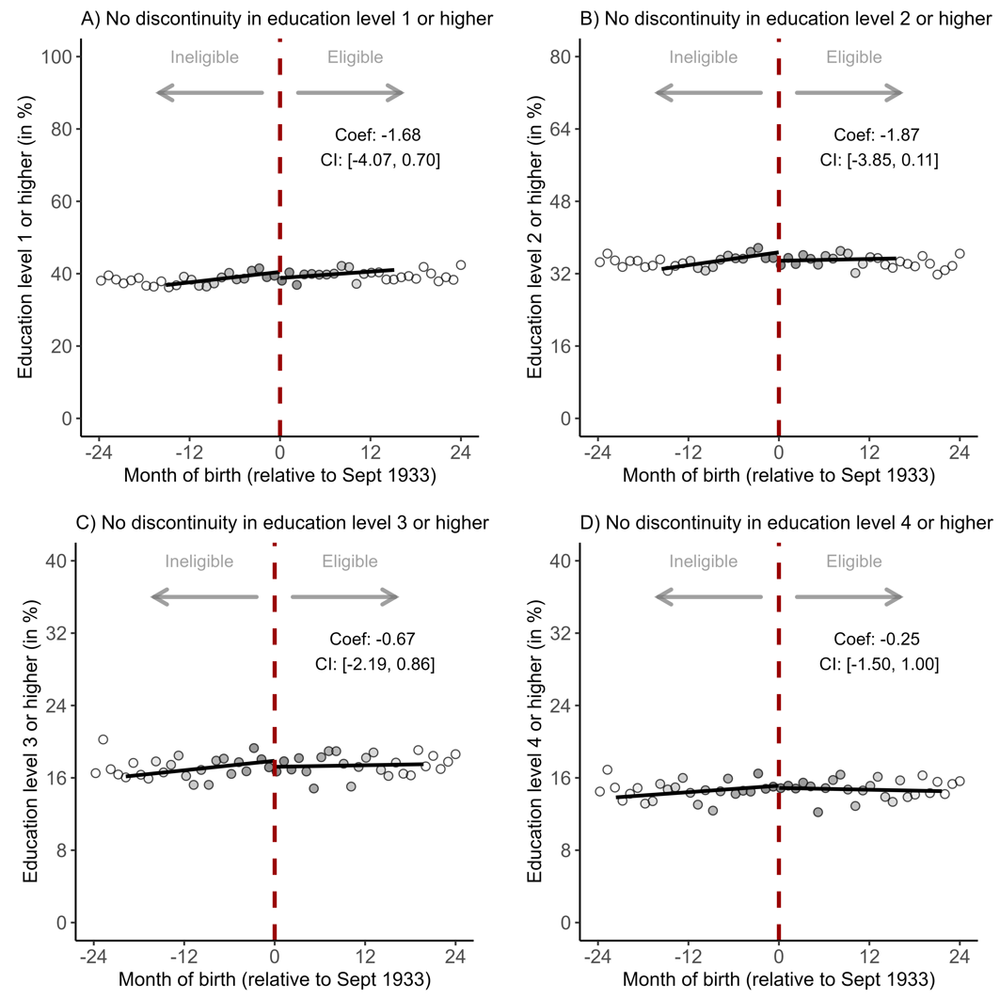 A) No discontinuity in education level 1 or higher
Education level 1 or higher (in %)
100
80
60
40
20
0
Ineligible
Eligible
Coef: -1.68
CI: [-4.07, 0.70]
-24
-12
0
12
24
Month of birth (relative to Sept 1933)
B) No discontinuity in education level 2 or higher
Education level 2 or higher (in %)
80
64
48
32
16
0
Ineligible
Eligible
Coef: -1.87
CI: [-3.85, 0.11]
-24
-12
0
12
24
Month of birth (relative to Sept 1933)
C) No discontinuity in education level 3 or higher
Education level 3 or higher (in %)
40
32
24
16
8
0
Ineligible
Eligible
Coef: -0.67
CI: [-2.19, 0.86]
-24
-12
0
12
24
Month of birth (relative to Sept 1933)
D) No discontinuity in education level 4 or higher
Education level 4 or higher (in %)
40
32
24
16
8
0
Ineligible
Eligible
Coef: -0.25
CI: [-1.50, 1.00]
-24
-12
0
12
24
Month of birth (relative to Sept 1933)